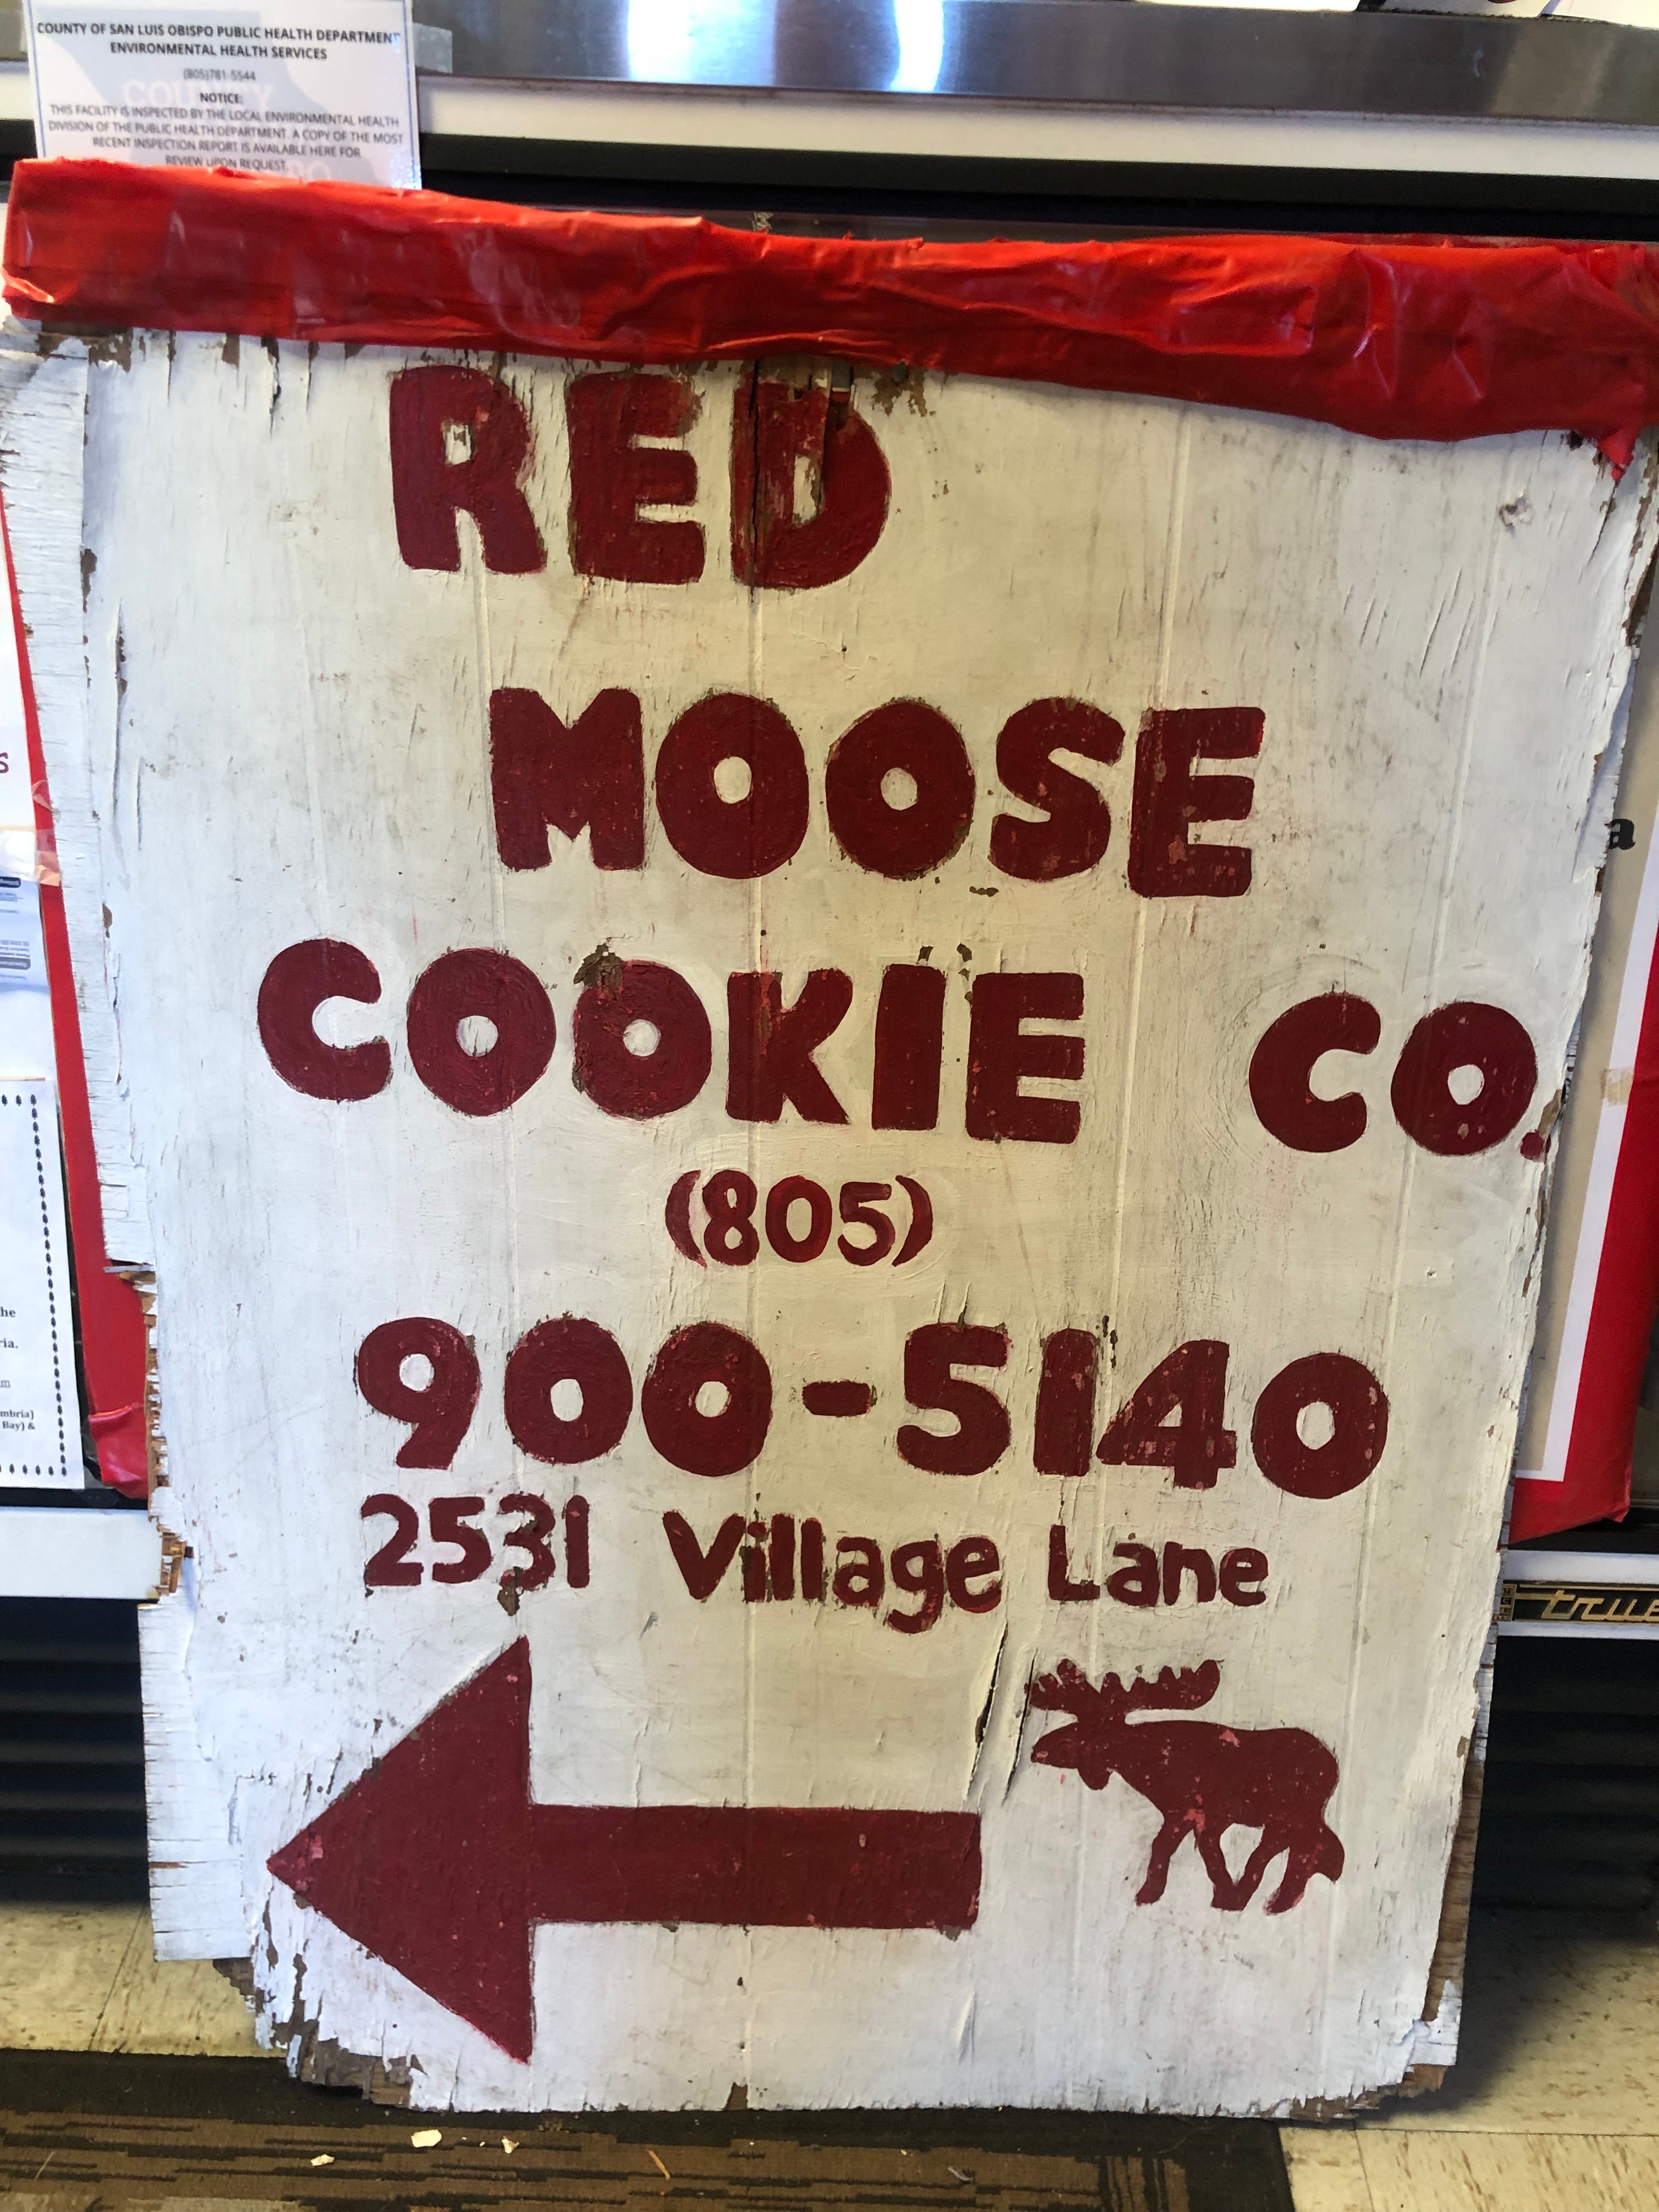 COUNTY OF SAN LUIS OBISPO PUBLIC HEALTH DEPARTMENT
ENVIRONMENTAL HEALTH SERVICES
(805)781-5544
NOTICE:
THIS FACILITY IS INSPECTED BY THE LOCAL ENVIRONMENTAL HEALTH
DIVISION OF THE PUBLIC HEALTH DEPARTMENT. A COPY OF THE MOST
RECENT INSPECTION REPORT IS AVAILABLE HERE FOR
REVIEW UPON REQUEST.
RED
MOOSE
COOKIE CO.
(805)
900-5140
2531 Village Lane
true